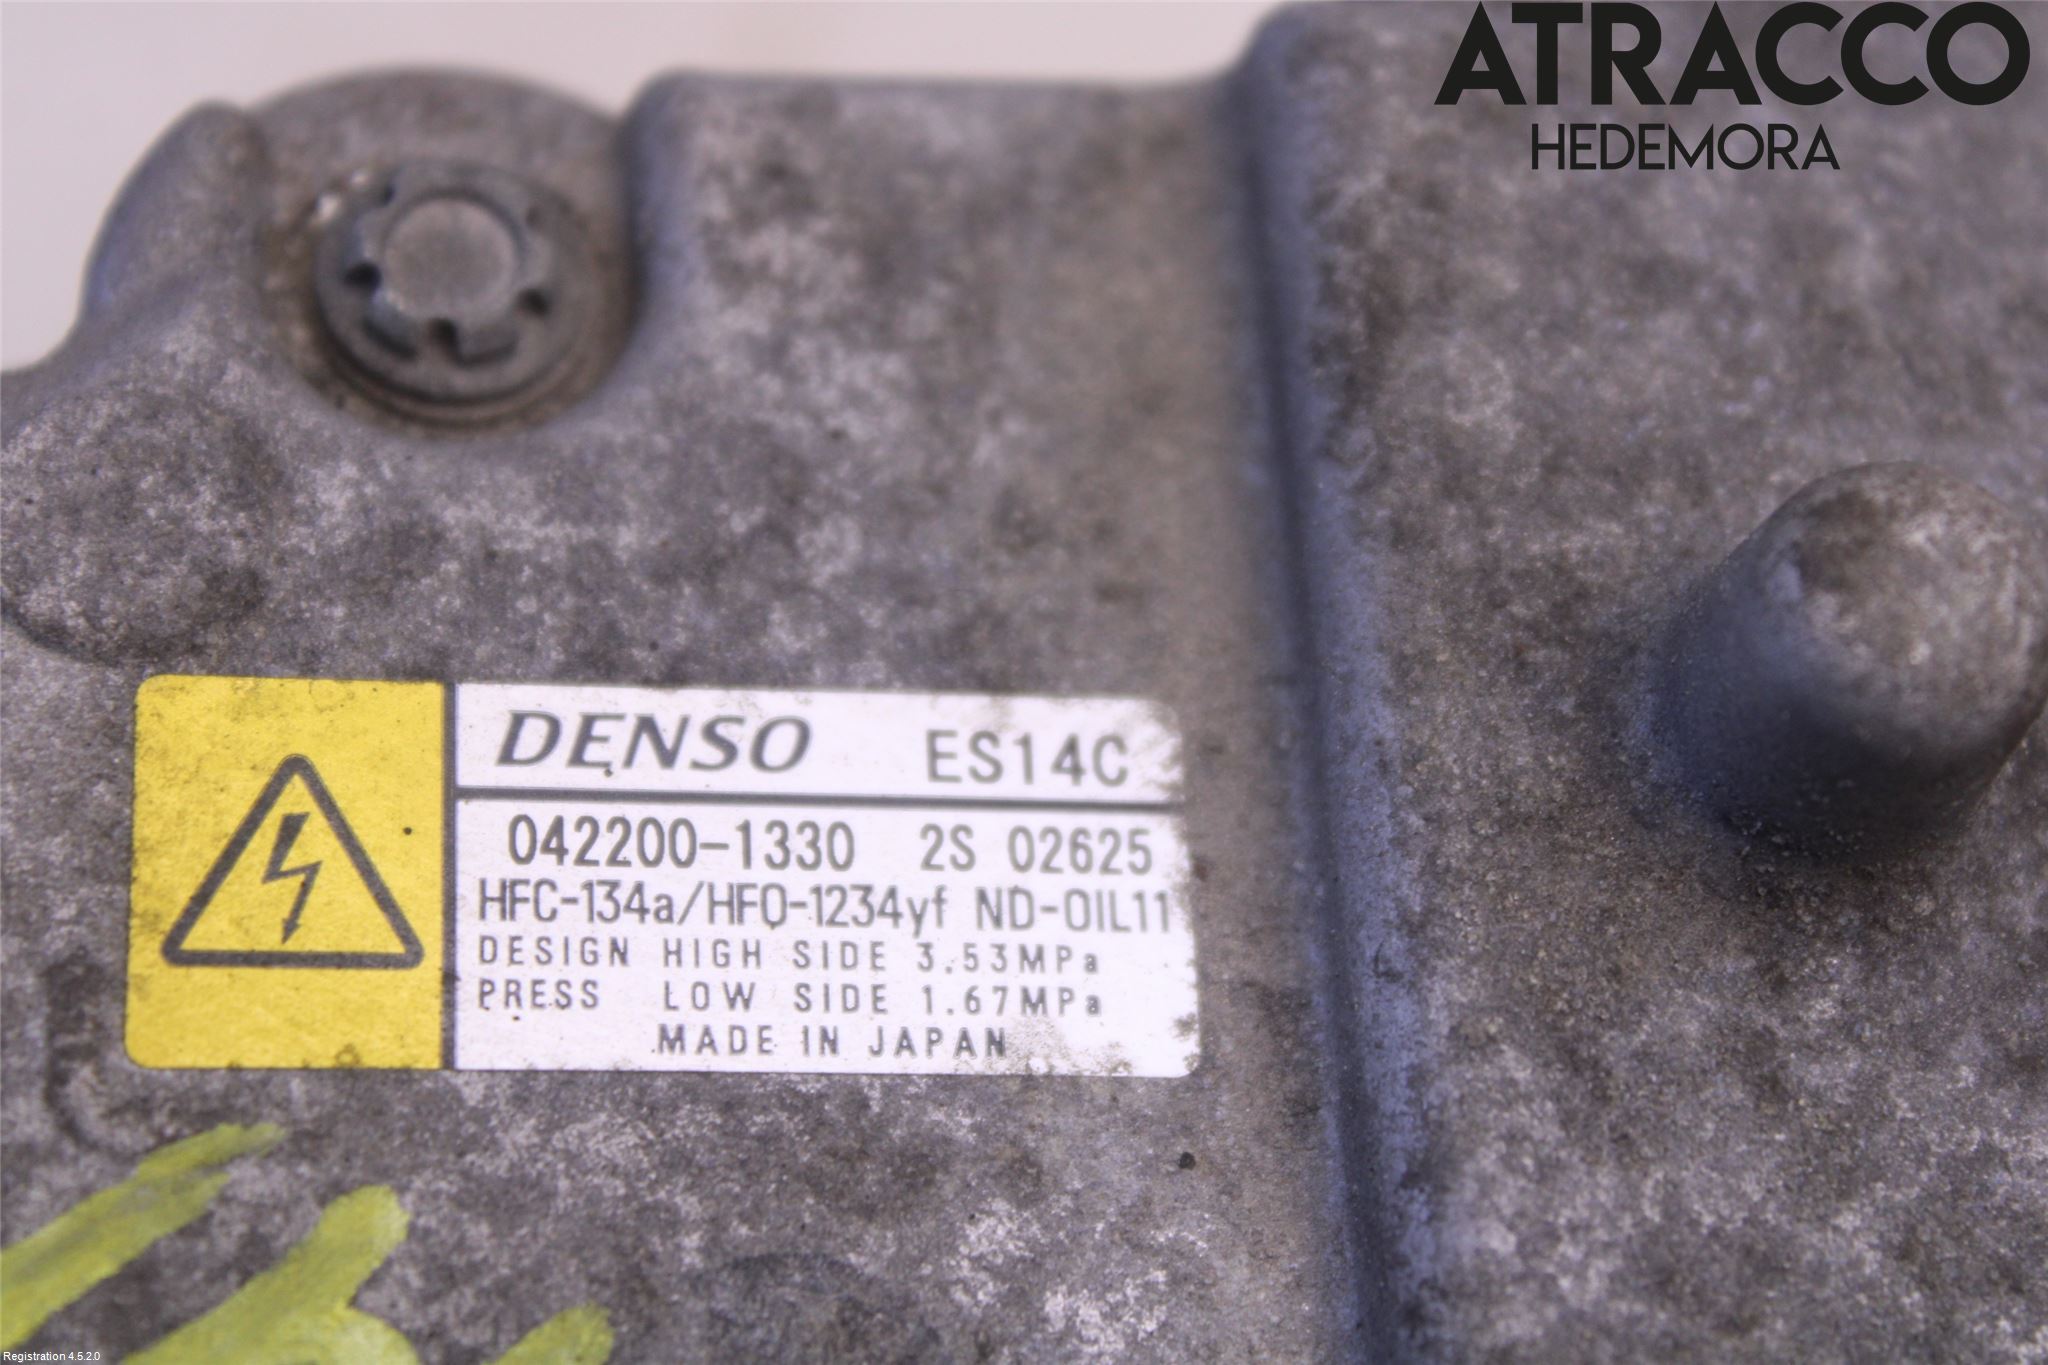 ATRACCO
HEDEMORA
DENSO ES14C
042200-1330 2S 02625
HFC-134a/HFO-1234yf ND-OIL11
DESIGN HIGH SIDE 3.53MPa
PRESS LOW SIDE 1.67MPa
MADE IN JAPAN
Registration 4.5.2.0